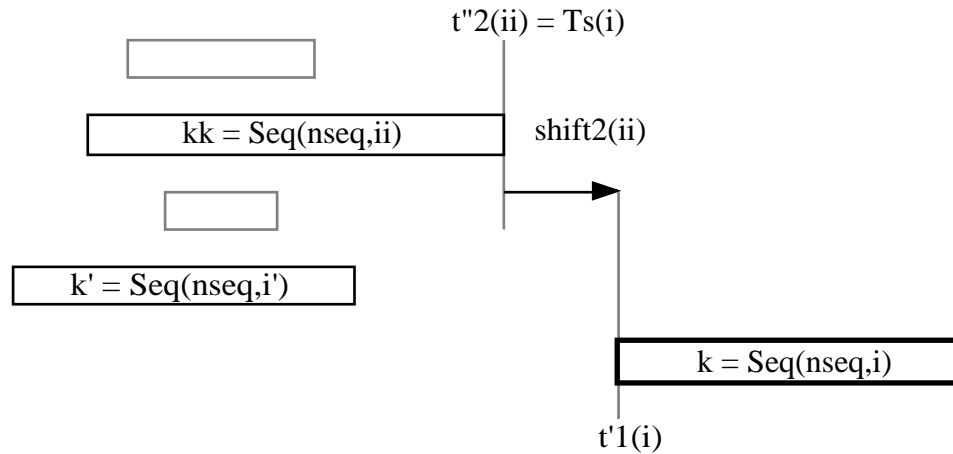 t"2(ii) = Ts(i)
kk = Seq(nseq,ii)
shift2(ii)
k' = Seq(nseq,i')
k = Seq(nseq,i)
t'1(i)